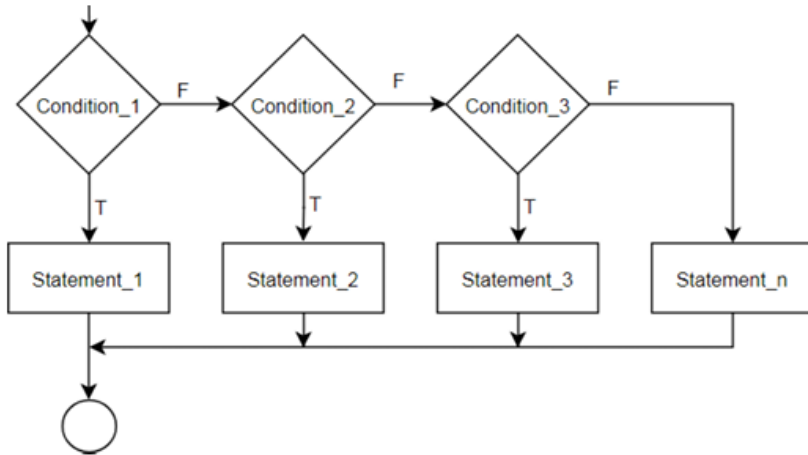 Condition_1
F
Condition_2
F
Condition_3
F
T
T
T
Statement_1
Statement_2
Statement_3
Statement_n